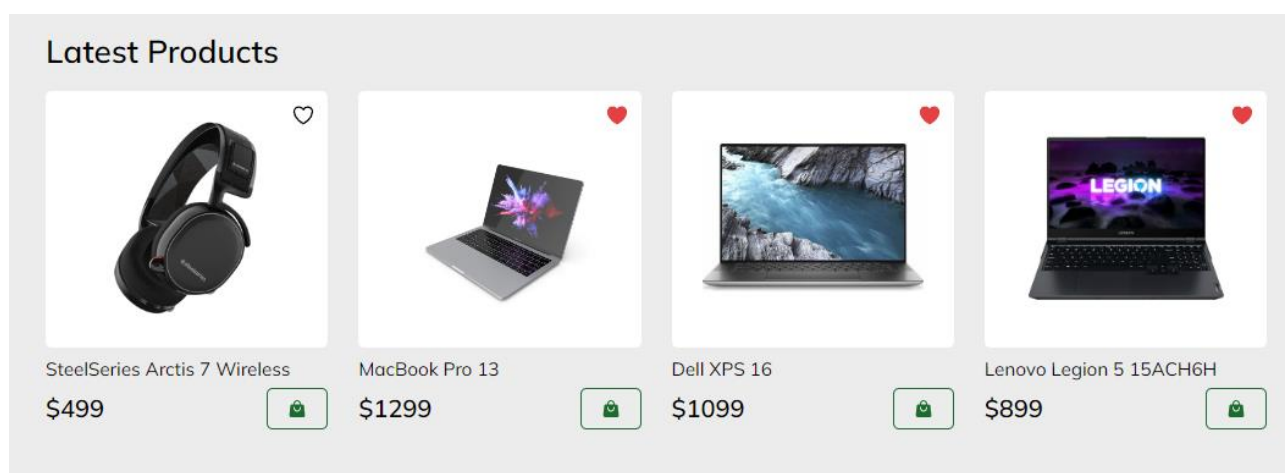 Latest Products
LEGION
SteelSeries Arctis 7 Wireless
MacBook Pro 13
Dell XPS 16
Lenovo Legion 5 15ACH6H
$499
$1299
$1099
$899